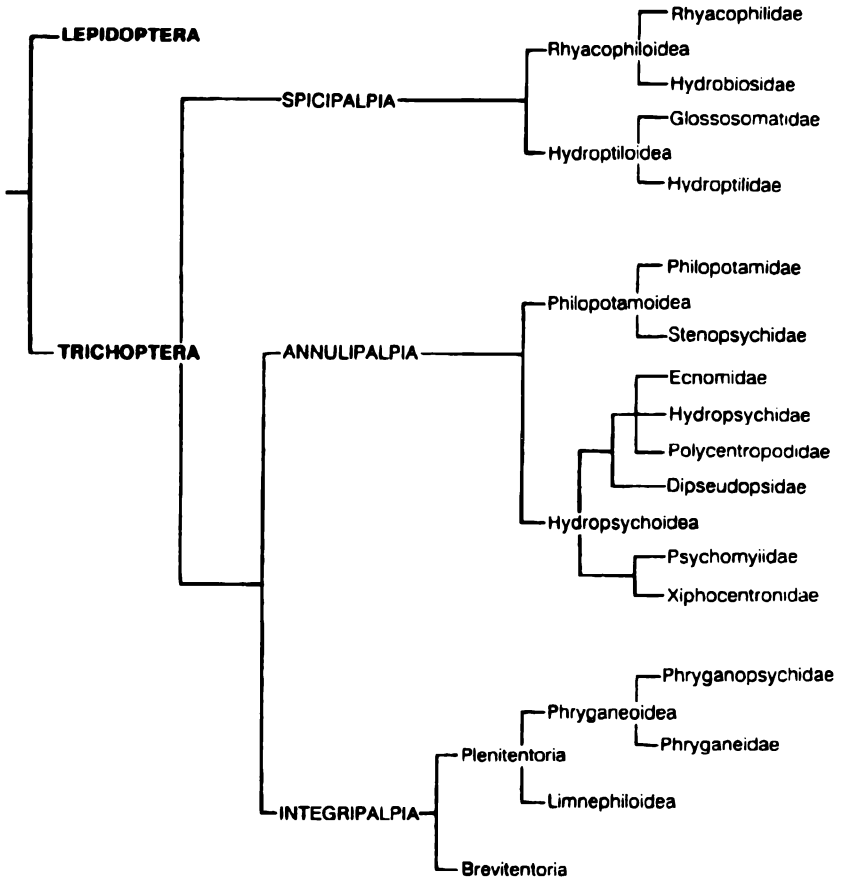 Rhyacophilidae
LEPIDOPTERA
Rhyacophiloidea
Hydrobiosidae
SPICIPALPIA
Glossosomatidae
Hydroptiloidea
Hydroptilidae
Philopotamidae
Philopotamoidea
Stenopsychidae
TRICHOPTERA
ANNULIPALPIA
Ecnomidae
Hydropsychidae
Polycentropodidae
Dipseudopsidae
Hydropsychoidea
Psychomyiidae
Xiphocentronidae
Phryganopsychidae
Phryganeoidea
Phryganeidae
Plenitentoria
Limnephiloidea
INTEGRIPALPIA
Brevitentoria